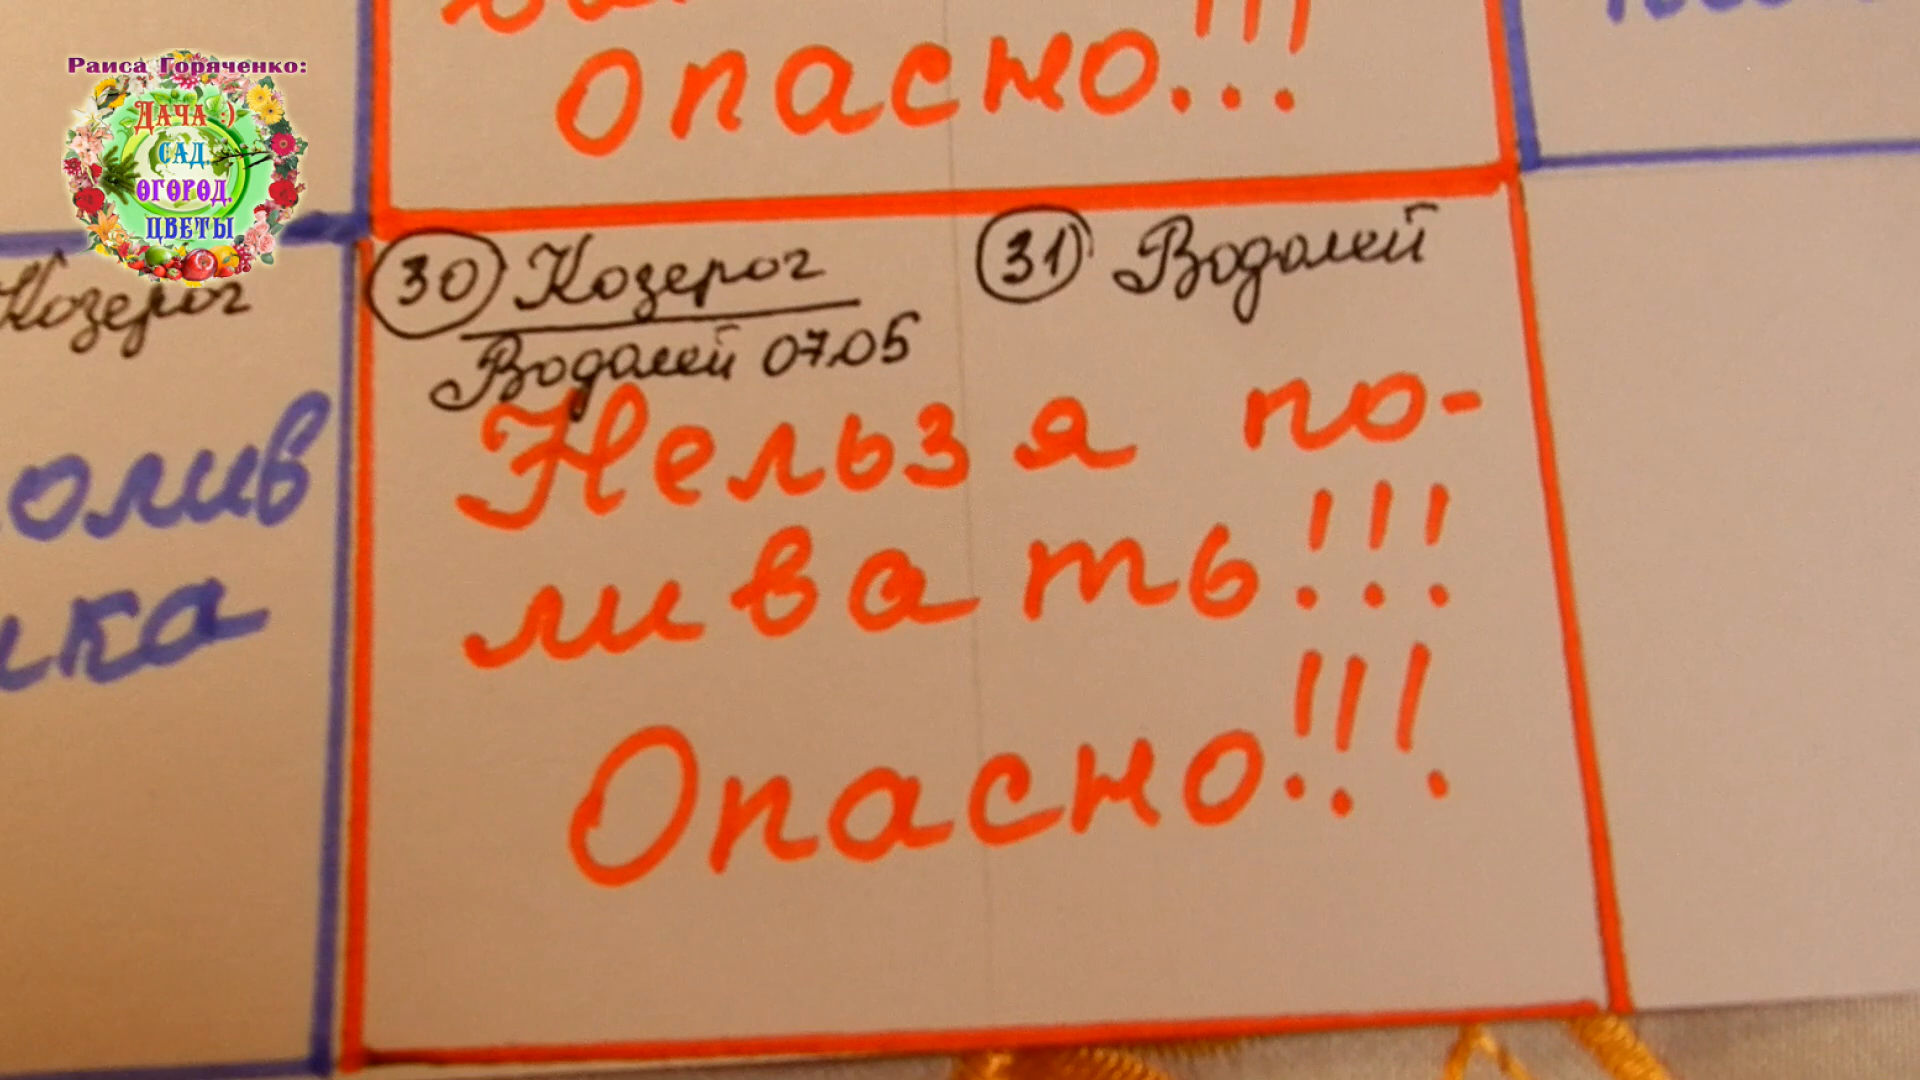 Раиса Горяченко:
Дача :)
сад,
огород,
цветы
опасно!!!
Козерог
30 Козерог
Водолей 07.05
31 Водолей
Нельзя по-
ливать!!!
Опасно!!!
олив
ка